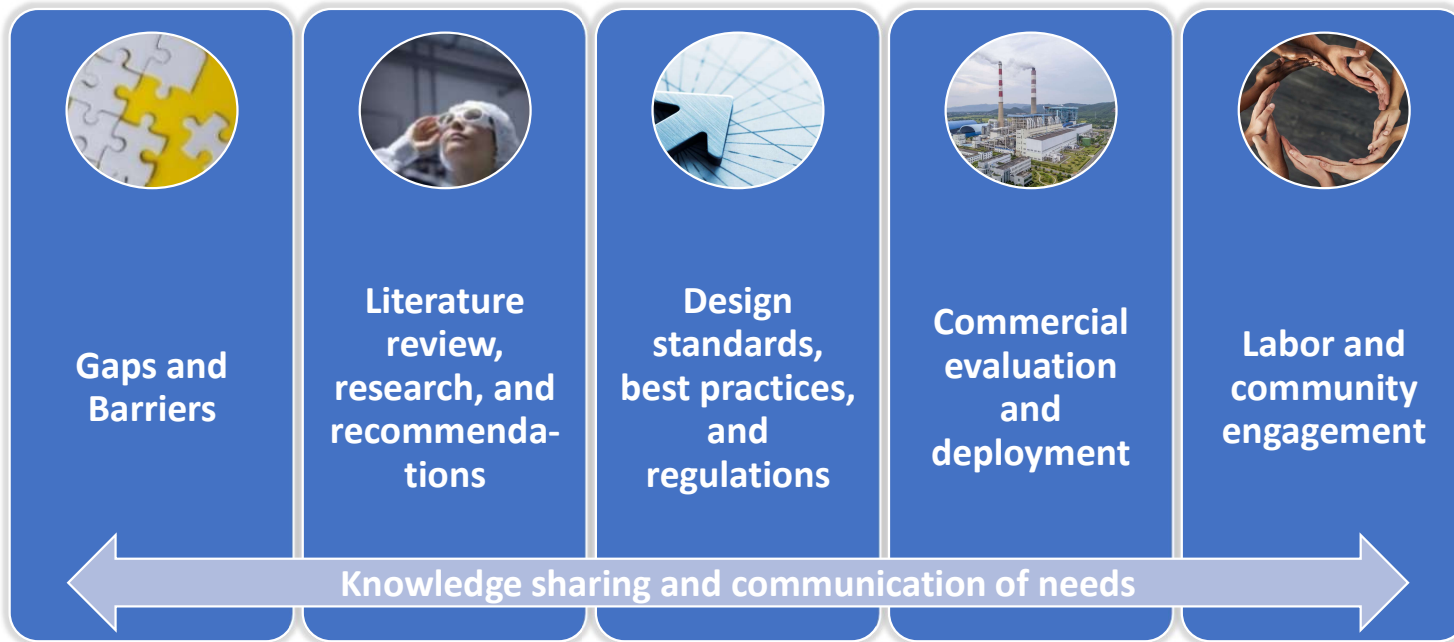 Gaps and
Barriers
Literature
review,
research, and
recommenda-
tions
Design
standards,
best practices,
and
regulations
Commercial
evaluation
and
deployment
Labor and
community
engagement
Knowledge sharing and communication of needs